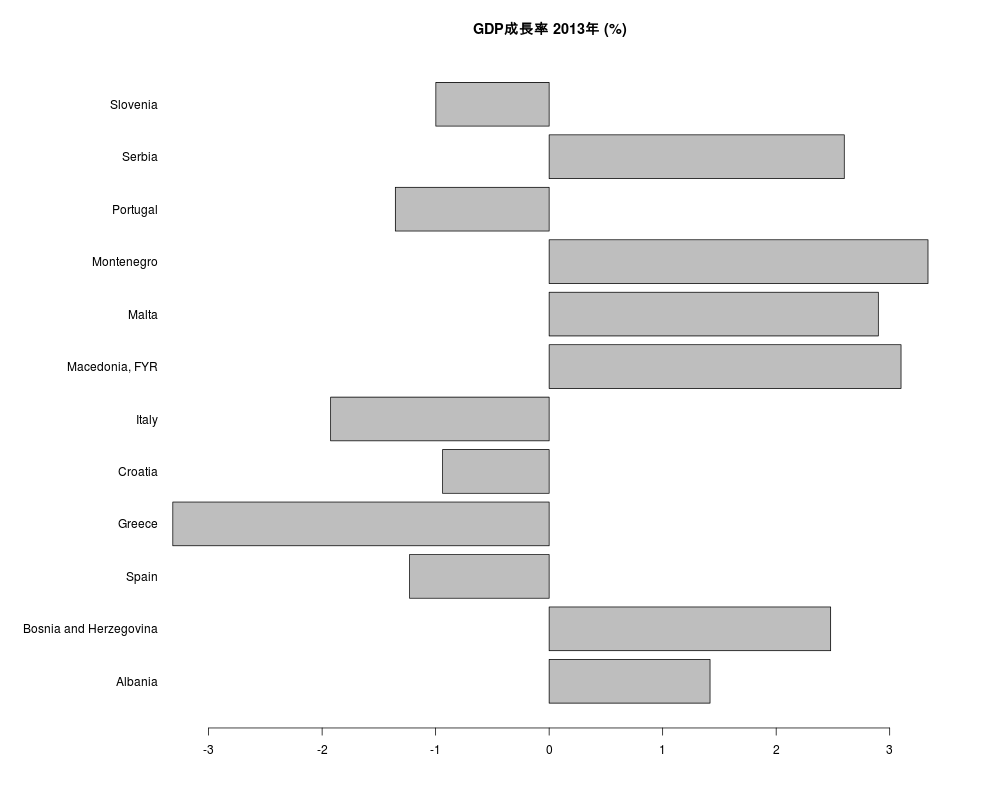 GDP成長率 2013年 (%)
Slovenia
Serbia
Portugal
Montenegro
Malta
Macedonia, FYR
Italy
Croatia
Greece
Spain
Bosnia and Herzegovina
Albania
-3 -2 -1 0 1 2 3